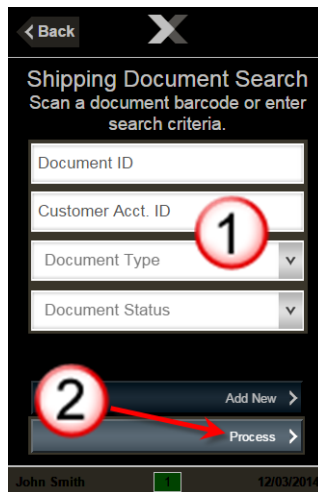 Back
Shipping Document Search
Scan a document barcode or enter
search criteria.
Document ID
Customer Acct. ID
1
Document Type
Document Status
2
Add New
Process
John Smith 1 12/03/2014